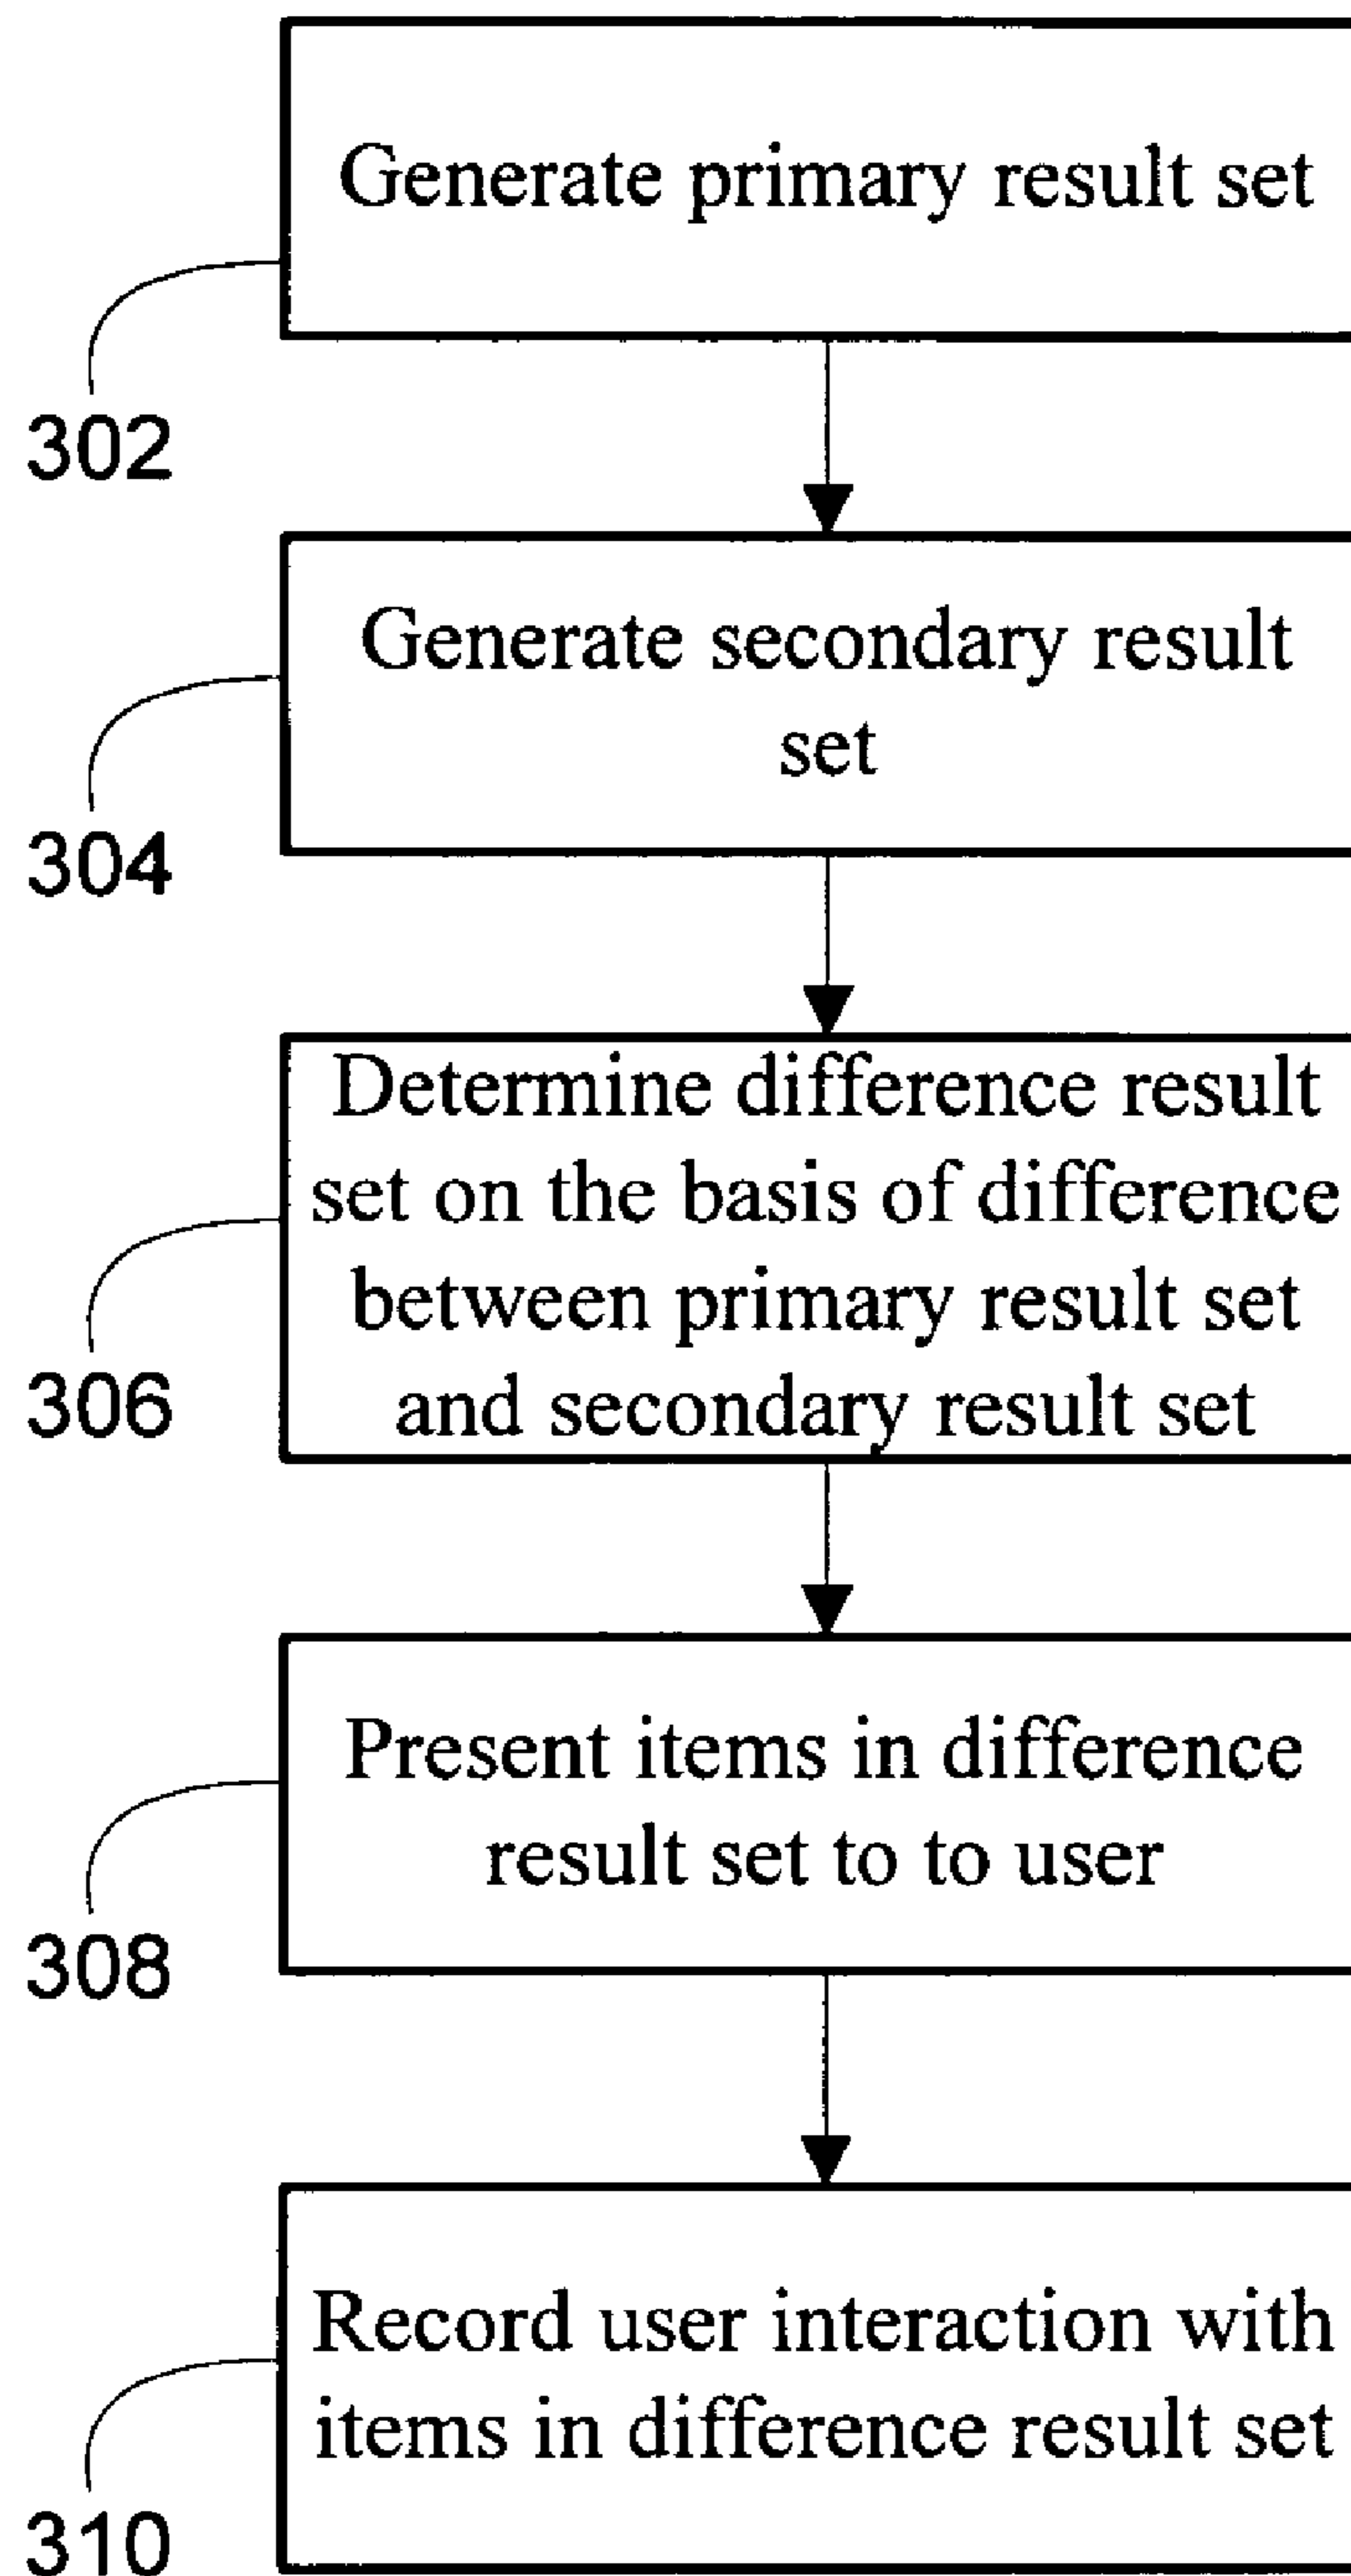 Generate primary result set
302
Generate secondary result
set
304
Determine difference result
set on the basis of difference
between primary result set
and secondary result set
306
Present items in difference
result set to to user
308
Record user interaction with
items in difference result set
310